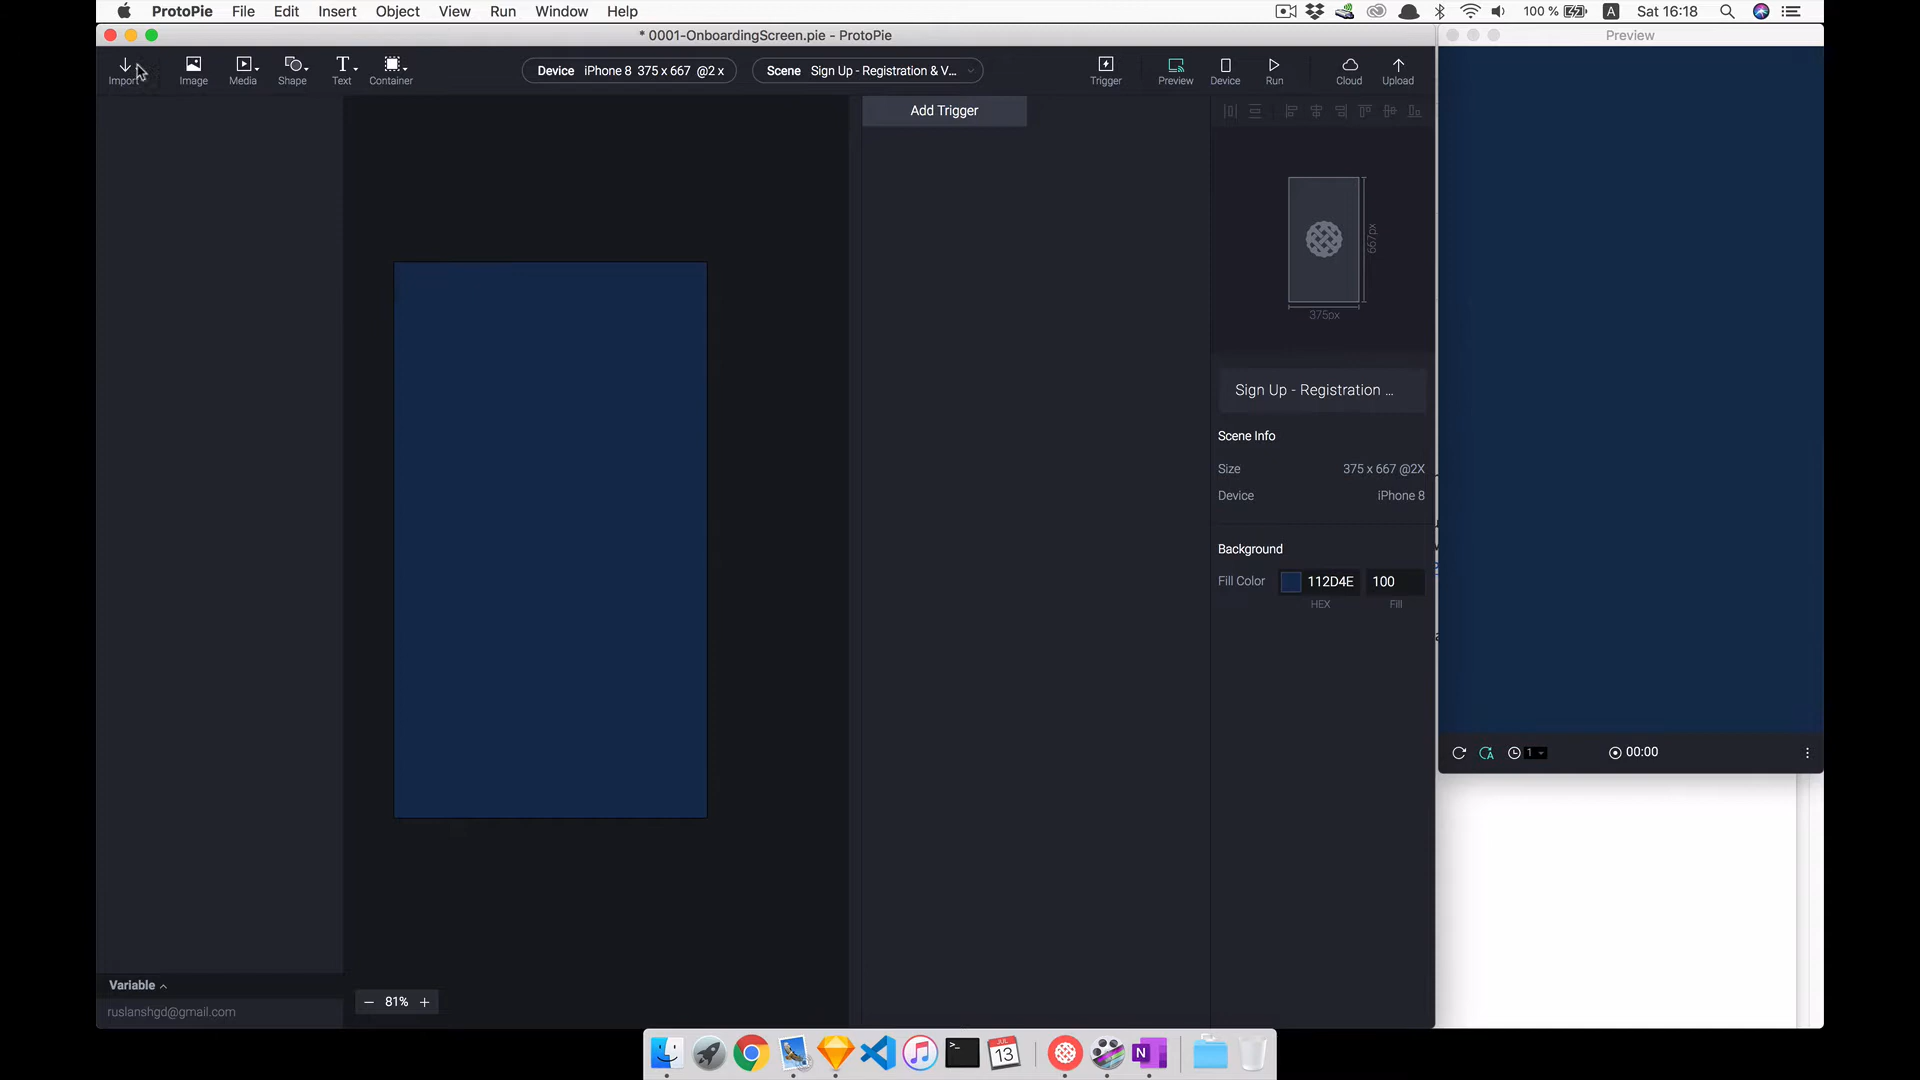 ProtoPie File Edit Insert Object View Run Window Help 100 % A Sat 16:18
* 0001-OnboardingScreen.pie - ProtoPie
Preview
Import Image Media Shape Text Container
Device iPhone 8 375 x 667 @2 x
Scene Sign Up - Registration & V...
Trigger Preview Device Run Cloud Upload
Add Trigger
667px
375px
Sign Up - Registration ...
Scene Info
Size 375 x 667 @2X
Device iPhone 8
Background
Fill Color 112D4E 100
HEX Fill
1 00:00
Variable
81%
ruslanshgd@gmail.com
JUL
13
N